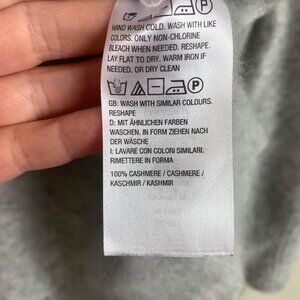 HAND WASH COLD. WASH WITH LIKE
COLORS. ONLY NON-CHLORINE
BLEACH WHEN NEEDED. RESHAPE.
LAY FLAT TO DRY. WARM IRON IF
NEEDED. OR DRY CLEAN
GB: WASH WITH SIMILAR COLOURS.
RESHAPE
D: MIT ÄHNLICHEN FARBEN
WASCHEN. IN FORM ZIEHEN NACH
DER WÄSCHE
I: LAVARE CON COLORI SIMILARI.
RIMETTERE IN FORMA
100% CASHMERE / CASHMERE /
KASCHMIR / KASHMIR